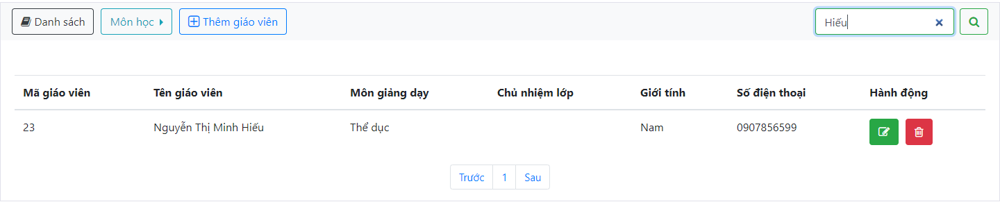 Danh sách Môn học Thêm giáo viên Hiếu
Mã giáo viên Tên giáo viên Môn giảng dạy Chủ nhiệm lớp Giới tính Số điện thoại Hành động
23 Nguyễn Thị Minh Hiếu Thể dục Nam 0907856599
Trước 1 Sau